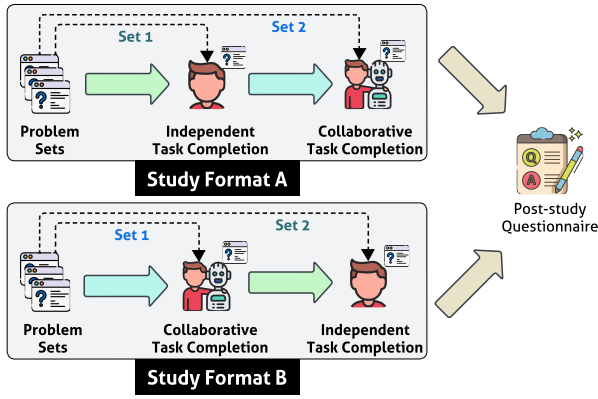 Set 1
Set 2
Problem
Sets
Independent
Task Completion
Collaborative
Task Completion
Study Format A
Q
A
Post-study
Questionnaire
Set 1
Set 2
Problem
Sets
Collaborative
Task Completion
Independent
Task Completion
Study Format B